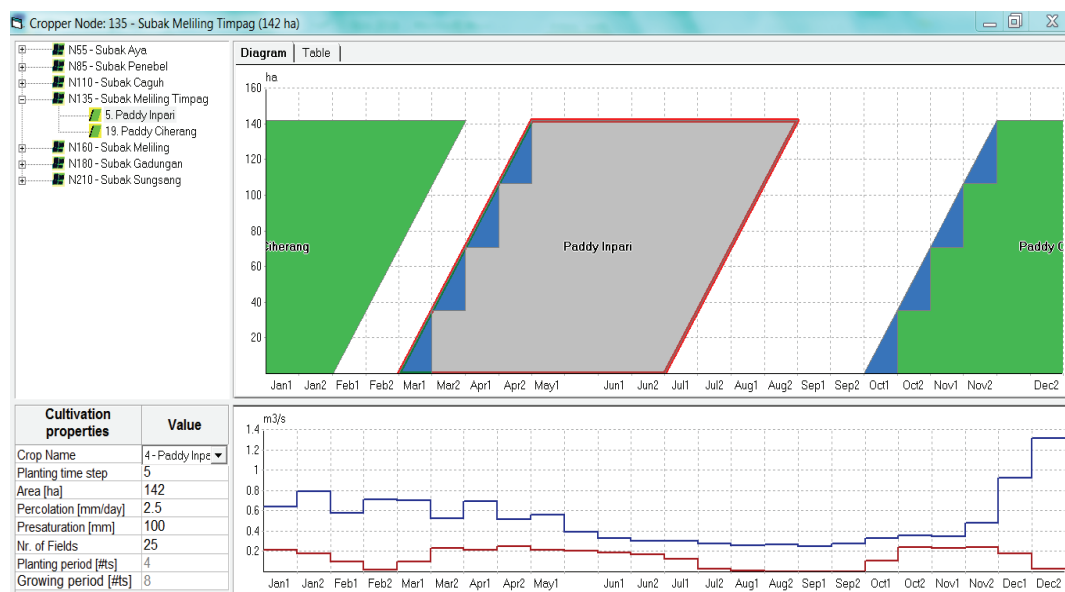 Cropper Node: 135 - Subak Meliling Timpag (142 ha)
N55 - Subak Aya
N85 - Subak Penebel
N110 - Subak Caguh
N135 - Subak Meliling Timpag
5. Paddy Inpari
19. Paddy Ciherang
N160 - Subak Meliling
N180 - Subak Gadungan
N210 - Subak Sungsang
Diagram Table
ha
160
140
120
100
80
60
40
20
Ciherang
Paddy Inpari
Paddy C
Jan1 Jan2 Feb1 Feb2 Mar1 Mar2 Apr1 Apr2 May1 Jun1 Jun2 Jul1 Jul2 Aug1 Aug2 Sep1 Sep2 Oct1 Oct2 Nov1 Nov2 Dec2
Cultivation properties Value
Crop Name 4 - Paddy Inpa
Planting time step 5
Area [ha] 142
Percolation [mm/day] 2.5
Presaturation [mm] 100
Nr. of Fields 25
Planting period [#ts] 4
Growing period [#ts] 8
m3/s
1.4
1.2
1
0.8
0.6
0.4
0.2
Jan1 Jan2 Feb1 Feb2 Mar1 Mar2 Apr1 Apr2 May1 Jun1 Jun2 Jul1 Jul2 Aug1 Aug2 Sep1 Sep2 Oct1 Oct2 Nov1 Nov2 Dec1 Dec2